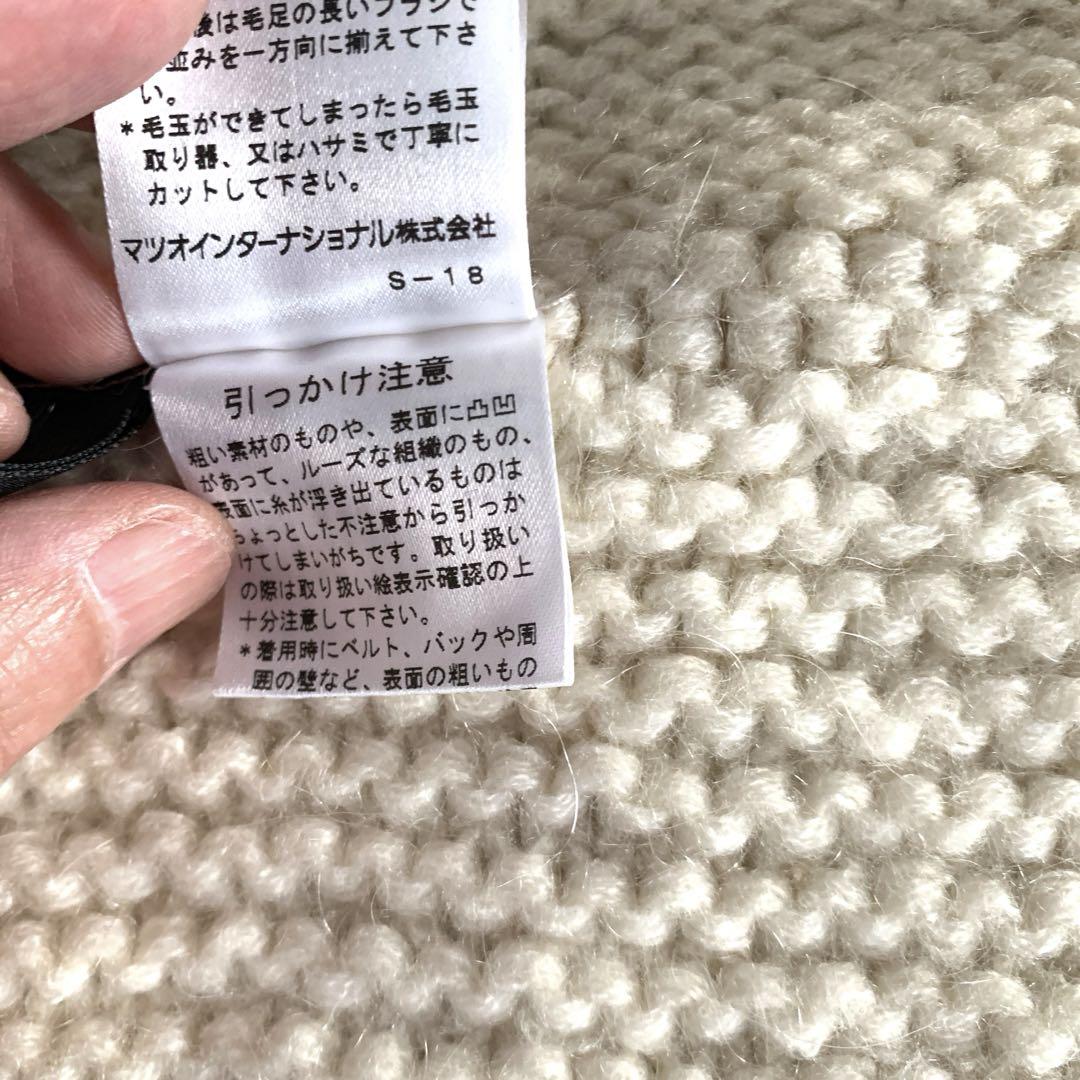 後は毛足の長いブラシで
並みを一方向に揃えて下さ
い。
*毛玉ができてしまったら毛玉
取り器、又はハサミで丁寧に
カットして下さい。
マツオインターナショナル株式会社
S-18
引っかけ注意
粗い素材のものや、表面に凸凹
があって、ルーズな組織のもの、
表面に糸が浮き出ているものは
ちょっとした不注意から引っか
けてしまいがちです。取り扱い
の際は取り扱い絵表示確認の上
十分注意して下さい。
*着用時にベルト、バックや周
囲の壁など、表面の粗いもの